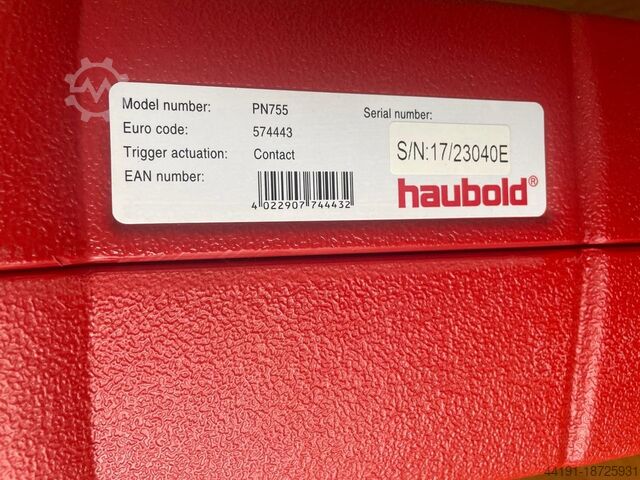 Model number: PN755 Serial number:
Euro code: 574443
S/N:17/23040E
Trigger actuation: Contact
EAN number:
4 022907 744432
haubold®
44191-18725931